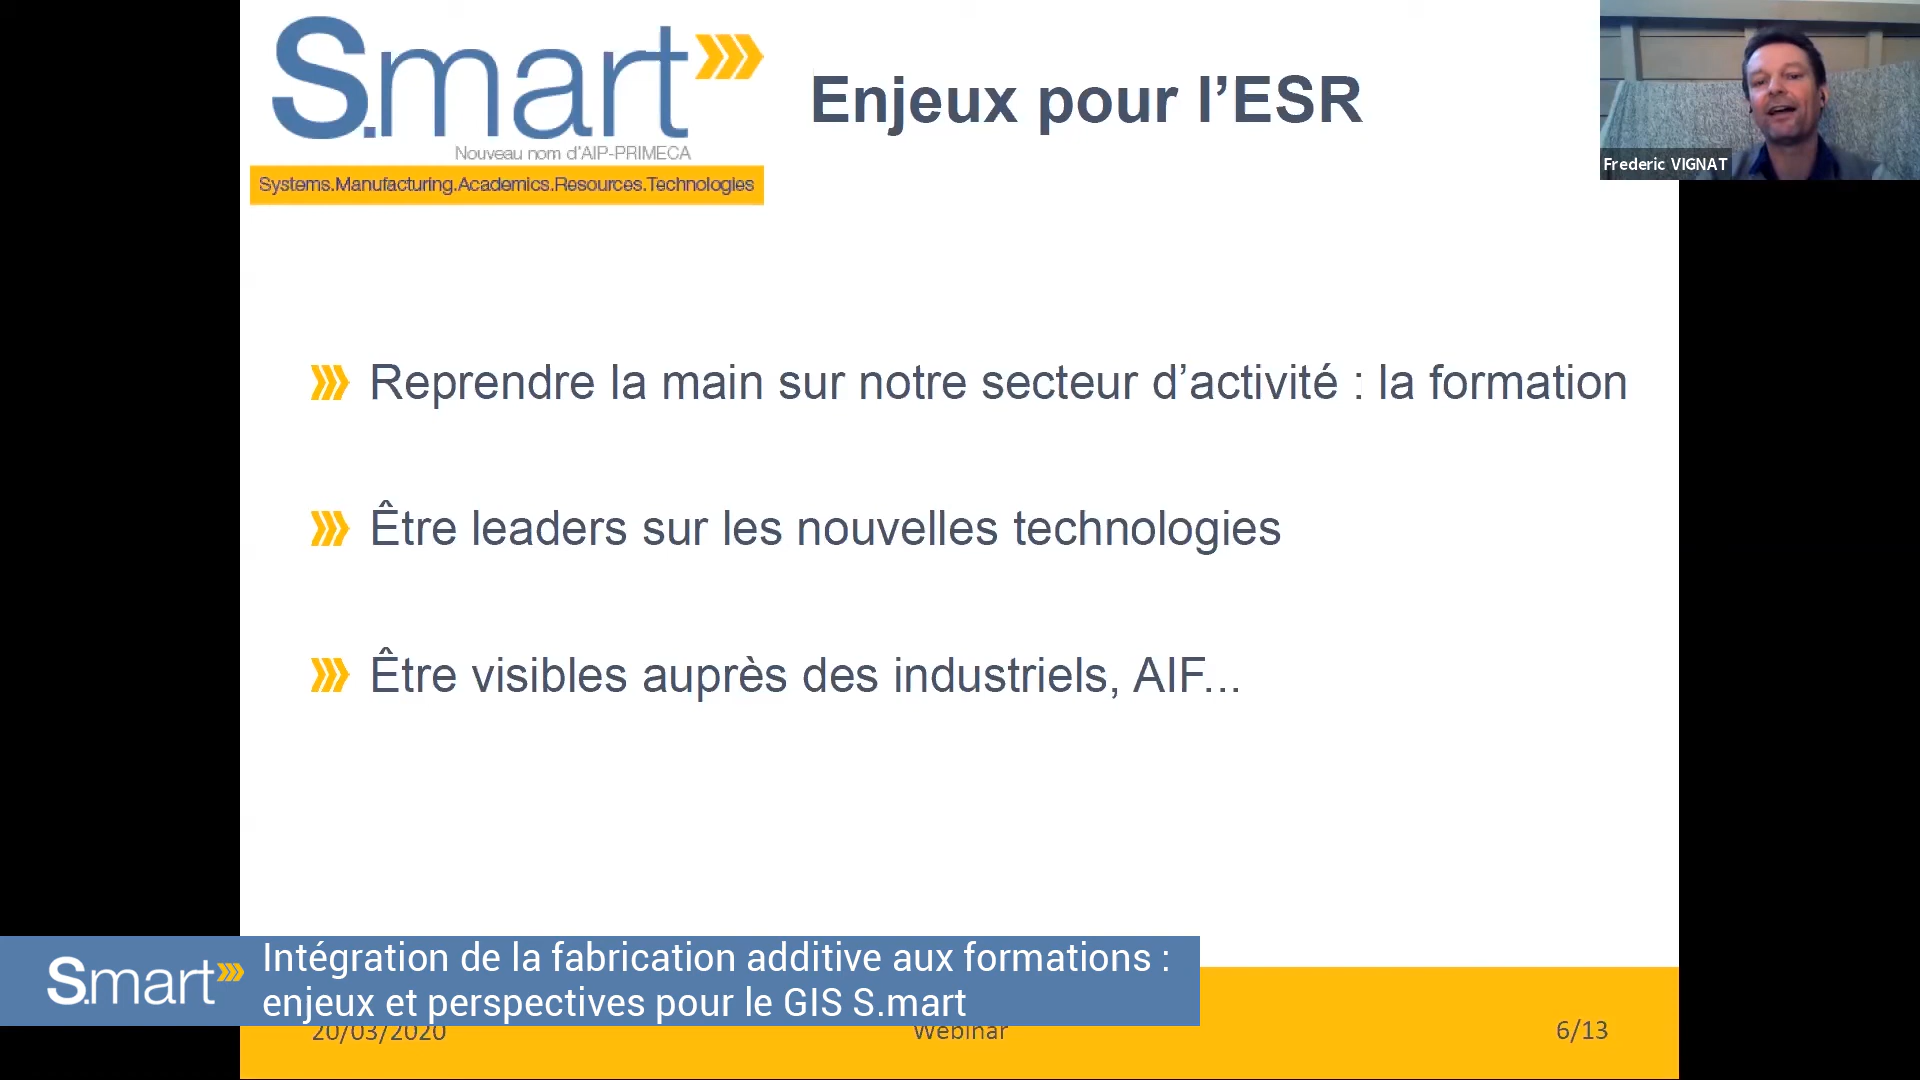 S.mart
Nouveau nom d'AIP-PRIMECA
Systems.Manufacturing.Academics.Resources.Technologies
Enjeux pour l’ESR
Frederic VIGNAT
Reprendre la main sur notre secteur d’activité : la formation
Être leaders sur les nouvelles technologies
Être visibles auprès des industriels, AIF...
S.mart
Intégration de la fabrication additive aux formations :
enjeux et perspectives pour le GIS S.mart
20/03/2020
Webinar
6/13